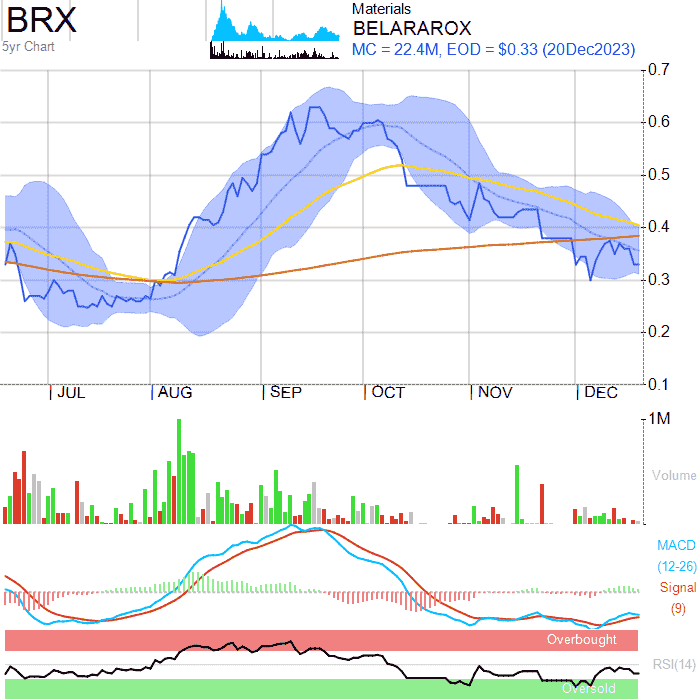 BRX
5yr Chart
Materials
BELARAROX
MC = 22.4M, EOD = $0.33 (20Dec2023)
0.7
0.6
0.5
0.4
0.3
0.2
0.1
JUL AUG SEP OCT NOV DEC
1M
Volume
MACD
(12-26)
Signal
(9)
Overbought
RSI(14)
Oversold